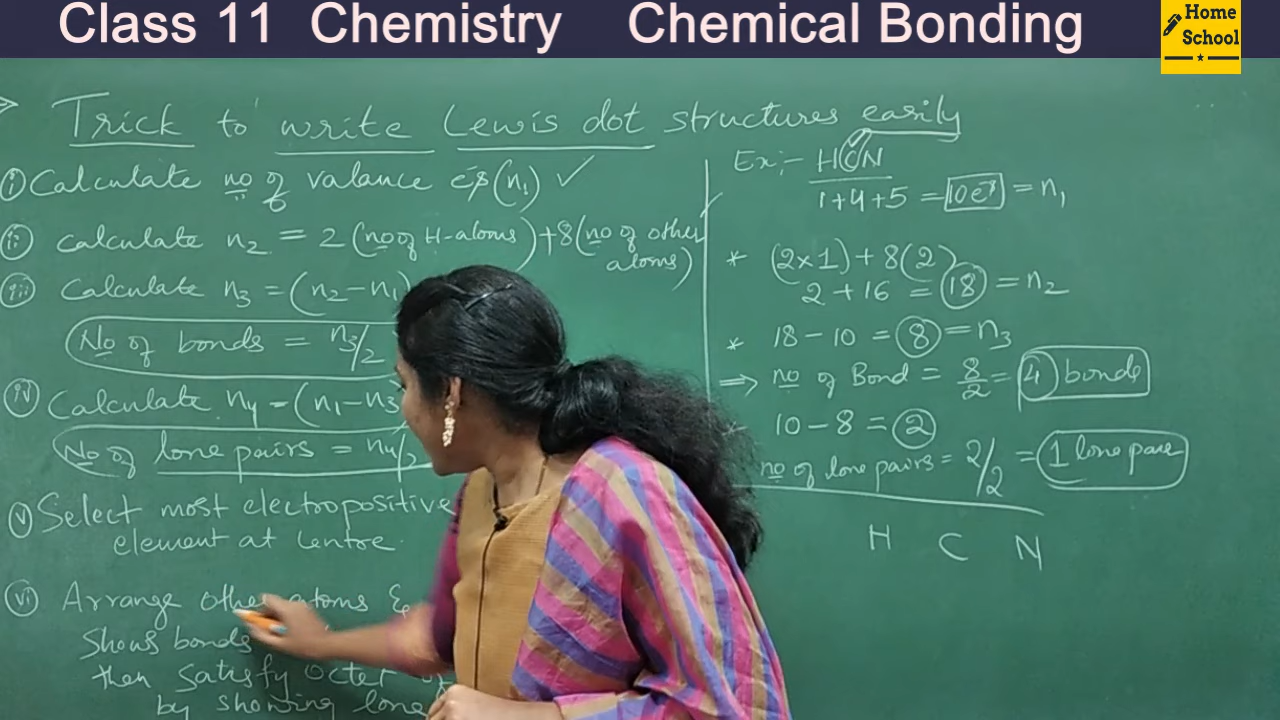 Class 11 Chemistry Chemical Bonding
Home
School
Trick to write Lewis dot structures easily
(i) Calculate no of valance e⁻s (n₁) ✓
(ii) Calculate n₂ = 2 (no of H-atoms) + 8 (no of other
atoms)
(iii) Calculate n₃ = (n₂ - n₁)
No of bonds = n₃/2
(iv) Calculate n₄ - (n₁ - n₃
No of lone pairs = n₄/2
(v) Select most electropositive
element at centre.
(vi) Arrange other atoms &
show bonds
then satisfy octet of
by showing lone
Ex:- HCN
1+4+5 = 10 e⁻s = n₁
* (2×1) + 8(2)
2 + 16 = 18 = n₂
* 18 - 10 = 8 = n₃
⇒ no of Bond = 8/2 = 4 bonds
10 - 8 = 2
no of lone pairs = 2/2 = 1 lone pare
H C N